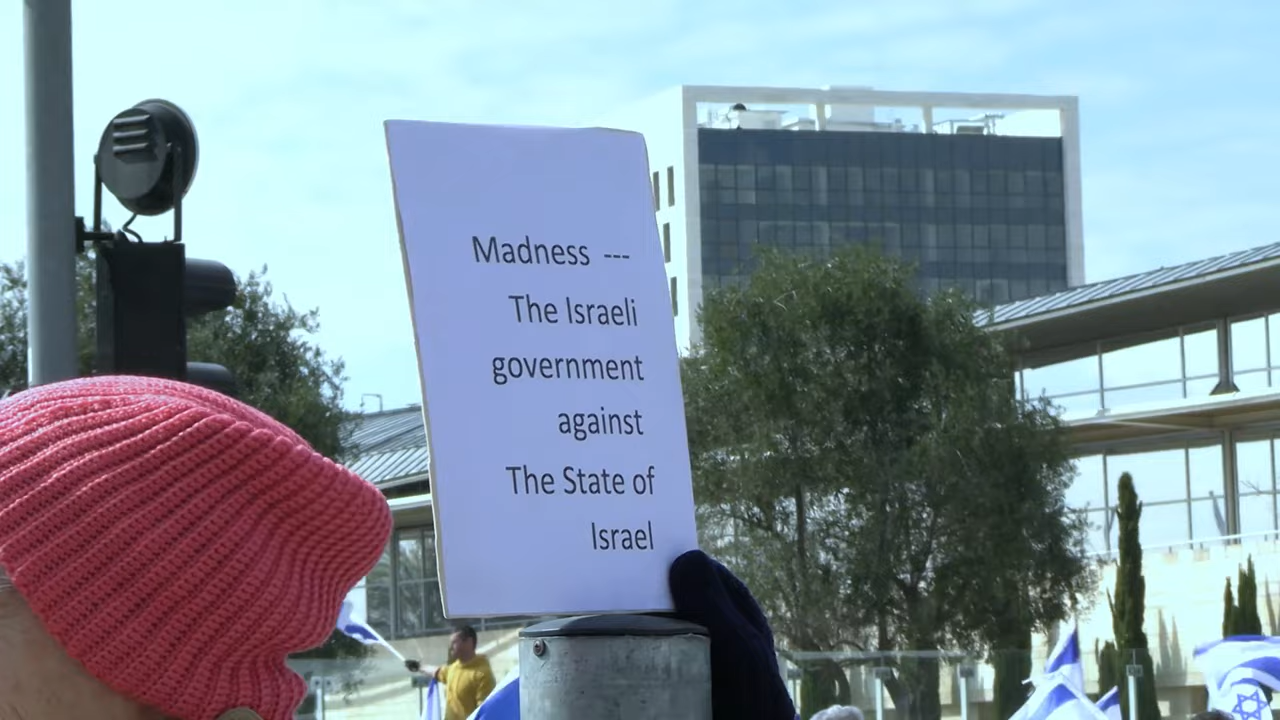 Madness ---
The Israeli
government
against
The State of
Israel